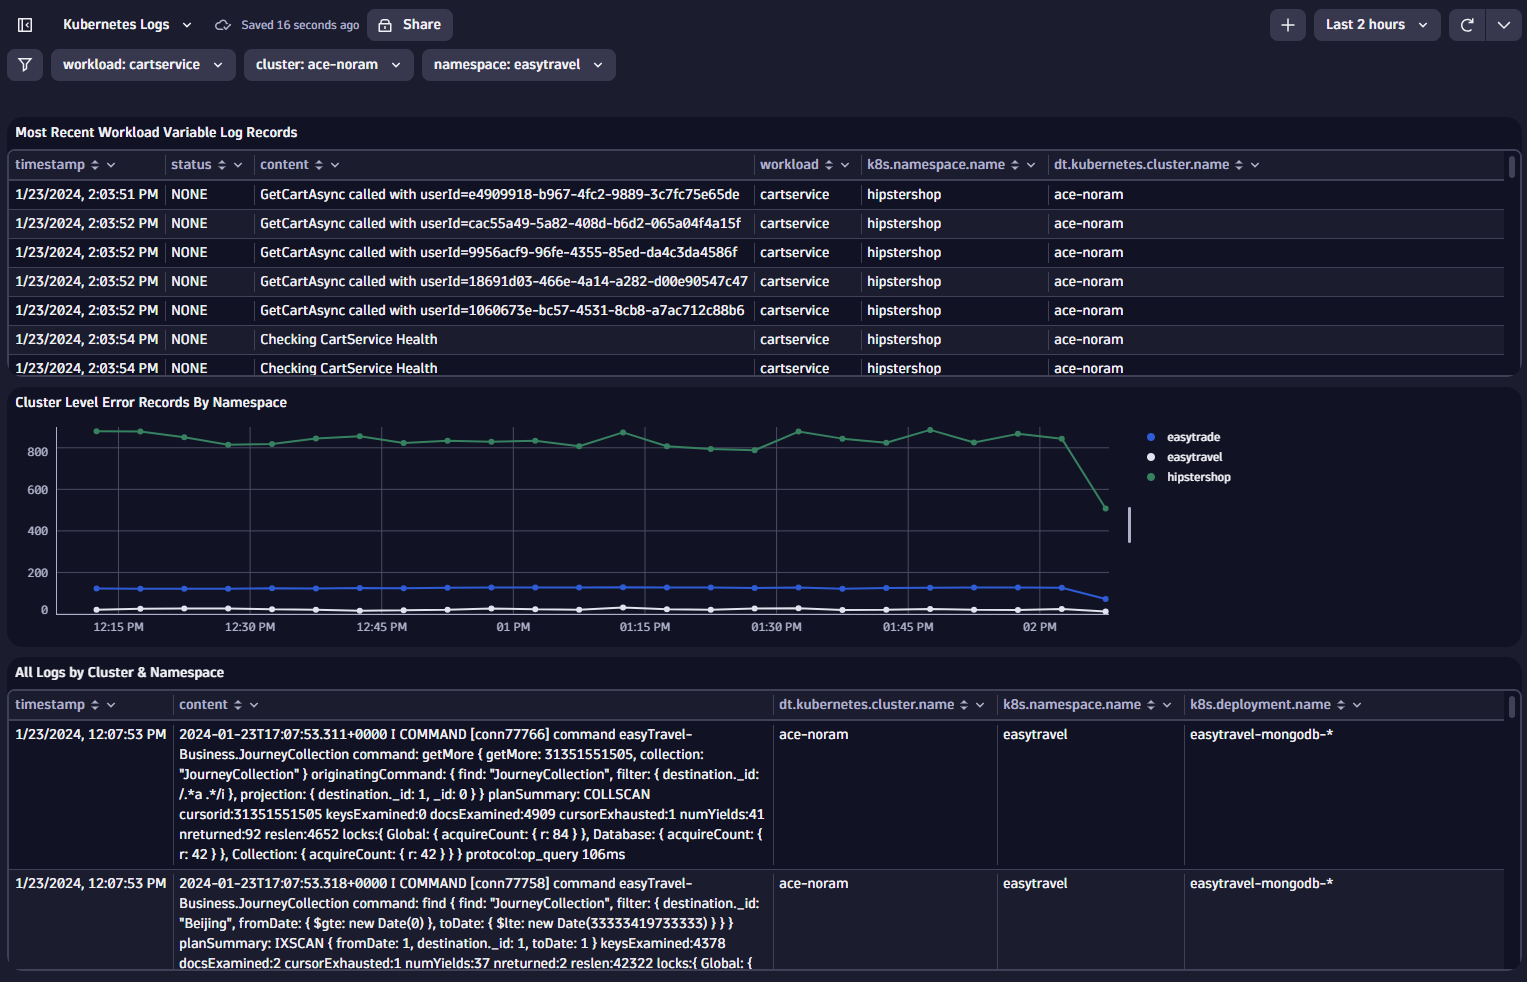 Kubernetes Logs Saved 16 seconds ago Share Last 2 hours
workload: cartservice cluster: ace-noram namespace: easytravel
Most Recent Workload Variable Log Records
timestamp status content workload k8s.namespace.name dt.kubernetes.cluster.name
1/23/2024, 2:03:51 PM NONE GetCartAsync called with userId=e4909918-b967-4fc2-9889-3c7fc75e65de cartservice hipstershop ace-noram
1/23/2024, 2:03:52 PM NONE GetCartAsync called with userId=cac55a49-5a82-408d-b6d2-065a04f4a15f cartservice hipstershop ace-noram
1/23/2024, 2:03:52 PM NONE GetCartAsync called with userId=9956acf9-96fe-4355-85ed-da4c3da4586f cartservice hipstershop ace-noram
1/23/2024, 2:03:52 PM NONE GetCartAsync called with userId=18691d03-466e-4a14-a282-d00e90547c47 cartservice hipstershop ace-noram
1/23/2024, 2:03:52 PM NONE GetCartAsync called with userId=1060673e-bc57-4531-8cb8-a7ac712c88b6 cartservice hipstershop ace-noram
1/23/2024, 2:03:54 PM NONE Checking CartService Health cartservice hipstershop ace-noram
1/23/2024, 2:03:54 PM NONE Checking CartService Health cartservice hipstershop ace-noram
Cluster Level Error Records By Namespace
800
600
400
200
0
12:15 PM 12:30 PM 12:45 PM 01 PM 01:15 PM 01:30 PM 01:45 PM 02 PM
easytrade
easytravel
hipstershop
All Logs by Cluster & Namespace
timestamp content dt.kubernetes.cluster.name k8s.namespace.name k8s.deployment.name
1/23/2024, 12:07:53 PM 2024-01-23T17:07:53.311+0000 I COMMAND [conn77766] command easyTravel- ace-noram easytravel easytravel-mongodb-*
Business.JourneyCollection command: getMore { getMore: 31351551505, collection:
"JourneyCollection" } originatingCommand: { find: "JourneyCollection", filter: { destination._id:
/.*a .*/i }, projection: { destination._id: 1, _id: 0 } } planSummary: COLLSCAN
cursorid:31351551505 keysExamined:0 docsExamined:4909 cursorExhausted:1 numYields:41
nreturned:92 reslen:4652 locks:{ Global: { acquireCount: { r: 84 } }, Database: { acquireCount: {
r: 42 } }, Collection: { acquireCount: { r: 42 } } } protocol:op_query 106ms
1/23/2024, 12:07:53 PM 2024-01-23T17:07:53.318+0000 I COMMAND [conn77758] command easyTravel- ace-noram easytravel easytravel-mongodb-*
Business.JourneyCollection command: find { find: "JourneyCollection", filter: { destination._id:
"Beijing", fromDate: { $gte: new Date(0) }, toDate: { $lte: new Date(33333419733333) } } }
planSummary: IXSCAN { fromDate: 1, destination._id: 1, toDate: 1 } keysExamined:4378
docsExamined:2 cursorExhausted:1 numYields:37 nreturned:2 reslen:42322 locks:{ Global: {